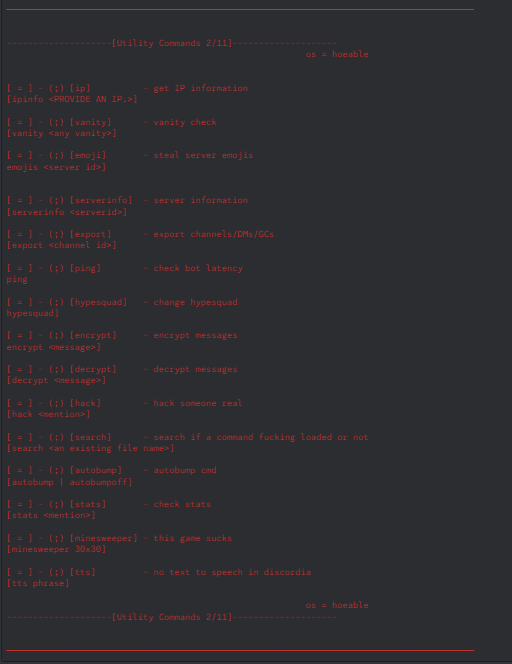 --------------------[Utility Commands 2/11]--------------------
os = hoeable
[ = ] - (;) [ip] - get IP information
[ipinfo <PROVIDE AN IP;>]
[ = ] - (;) [vanity] - vanity check
[vanity <any vanity>]
[ = ] - (;) [emoji] - steal server emojis
emojis <server id>]
[ = ] - (;) [serverinfo] - server information
[serverinfo <serverid>]
[ = ] - (;) [export] - export channels/DMs/GCs
[export <channel id>]
[ = ] - (;) [ping] - check bot latency
ping
[ = ] - (;) [hypesquad] - change hypesquad
hypesquad]
[ = ] - (;) [encrypt] - encrypt messages
encrypt <message>]
[ = ] - (;) [decrypt] - decrypt messages
[decrypt <message>]
[ = ] - (;) [hack] - hack someone real
[hack <mention>]
[ = ] - (;) [search] - search if a command fucking loaded or not
[search <an existing file name>]
[ = ] - (;) [autobump] - autobump cmd
[autobump | autobumpoff]
[ = ] - (;) [stats] - check stats
[stats <mention>]
[ = ] - (;) [minesweeper] - this game sucks
[minesweeper 30x30]
[ = ] - (;) [tts] - no text to speech in discordia
[tts phrase]
os = hoeable
--------------------[Utility Commands 2/11]--------------------